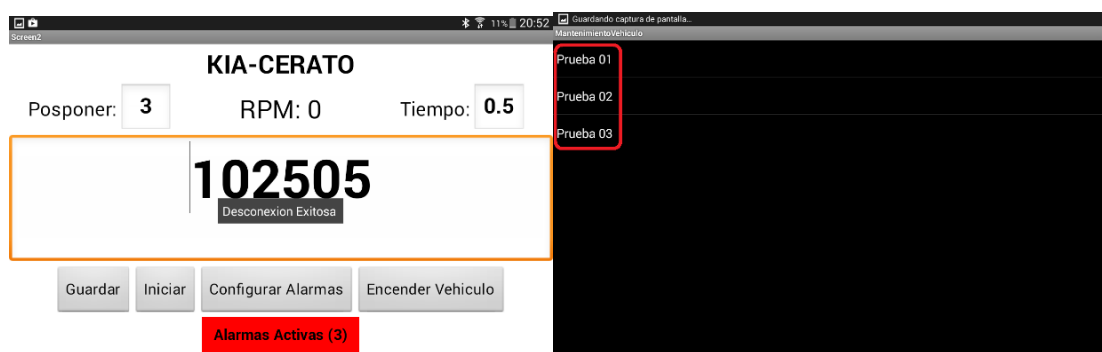 11% 20:52
Screen2
KIA-CERATO
Posponer: 3 RPM: 0 Tiempo: 0.5
102505
Desconexion Exitosa
Guardar Iniciar Configurar Alarmas Encender Vehiculo
Alarmas Activas (3)
Guardando captura de pantalla...
MantenimientoVehiculo
Prueba 01
Prueba 02
Prueba 03